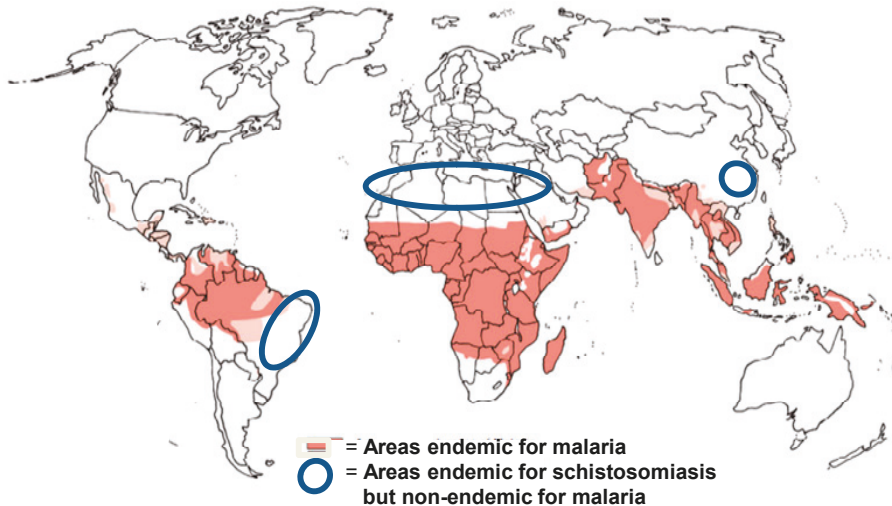 = Areas endemic for malaria
= Areas endemic for schistosomiasis
but non-endemic for malaria